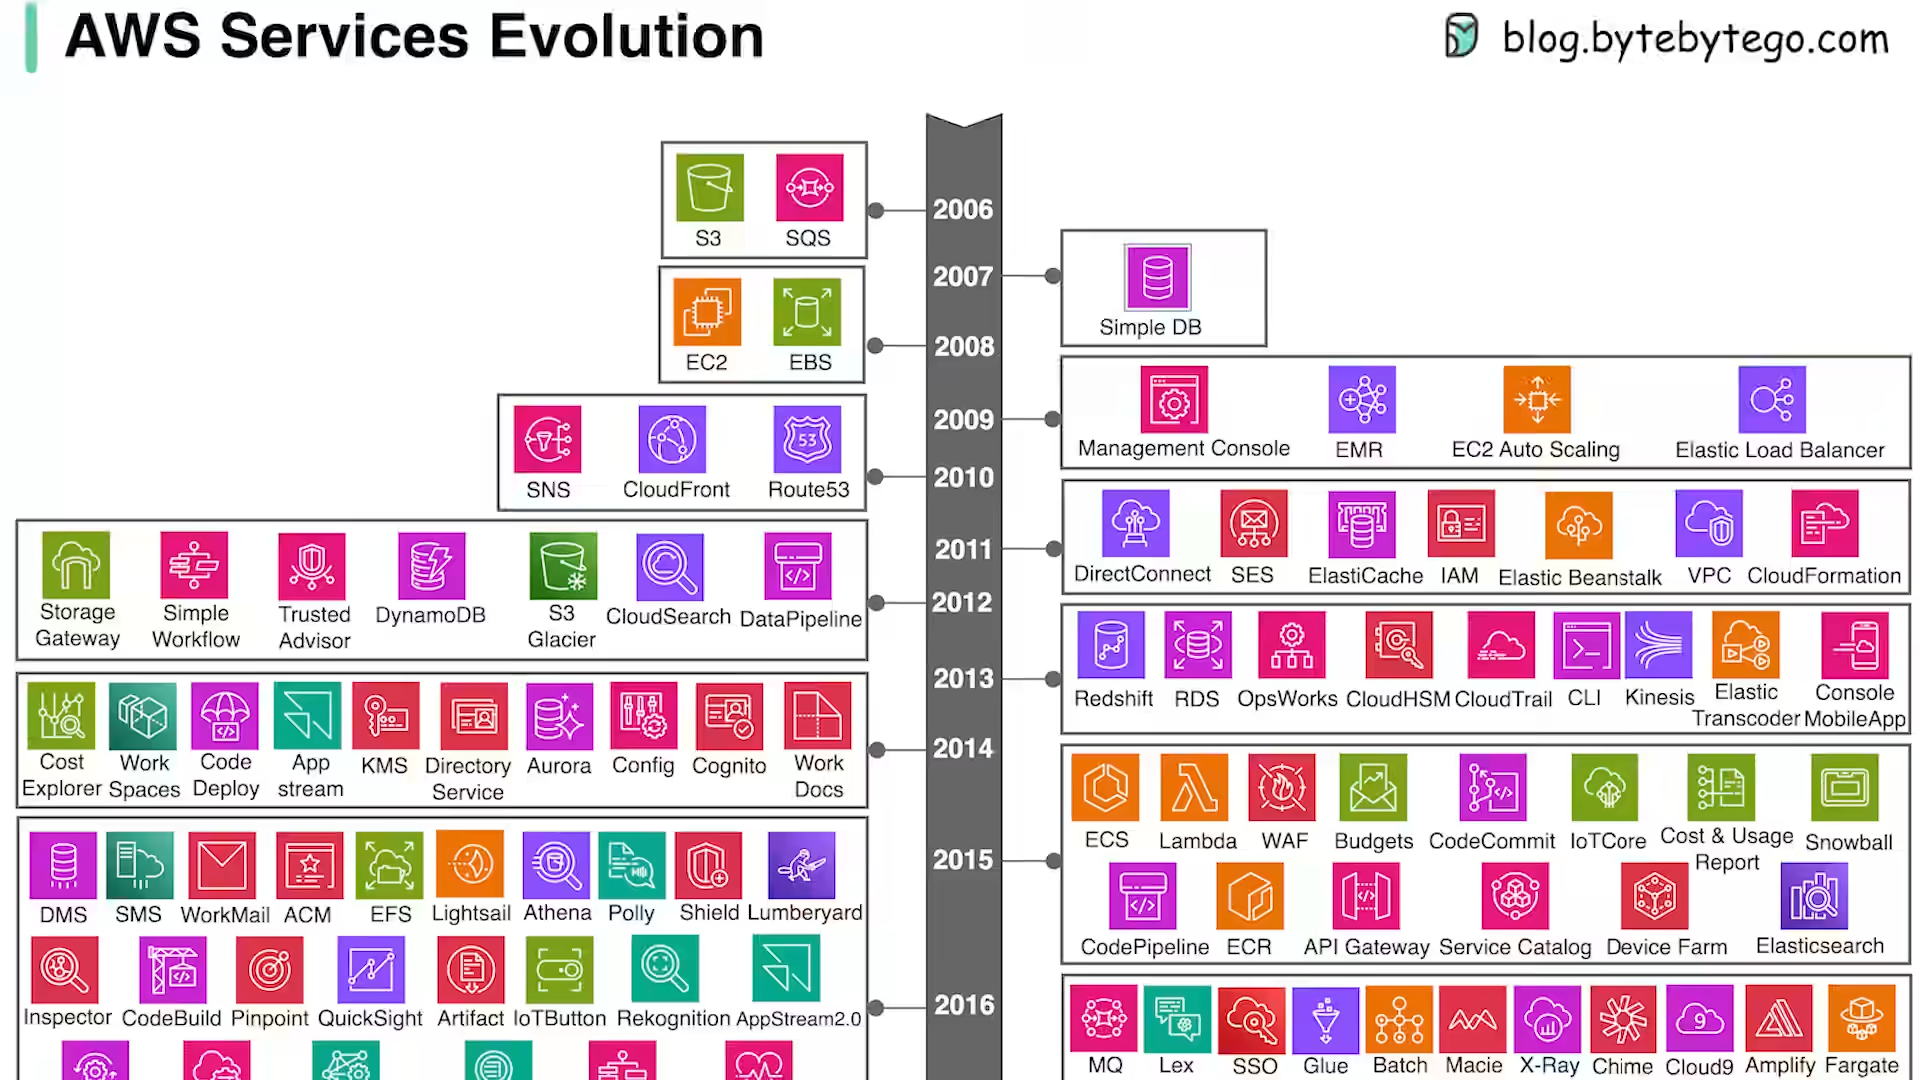 AWS Services Evolution
blog.bytebytego.com
2006
S3
SQS
2007
Simple DB
2008
EC2
EBS
2009
Management Console
EMR
EC2 Auto Scaling
Elastic Load Balancer
2010
SNS
CloudFront
53
Route53
2011
DirectConnect
SES
ElastiCache
IAM
Elastic Beanstalk
VPC
CloudFormation
2012
Storage
Gateway
Simple
Workflow
Trusted
Advisor
DynamoDB
S3
Glacier
CloudSearch
DataPipeline
2013
Redshift
RDS
OpsWorks
CloudHSM
CloudTrail
CLI
Kinesis
Elastic
Transcoder
Console
MobileApp
2014
Cost
Explorer
Work
Spaces
Code
Deploy
App
stream
KMS
Directory
Service
Aurora
Config
Cognito
Work
Docs
2015
ECS
Lambda
WAF
Budgets
CodeCommit
IoTCore
Cost & Usage
Report
Snowball
CodePipeline
ECR
API Gateway
Service Catalog
Device Farm
Elasticsearch
2016
DMS
SMS
WorkMail
ACM
EFS
Lightsail
Athena
Polly
Shield
Lumberyard
Inspector
CodeBuild
Pinpoint
QuickSight
Artifact
IoTButton
Rekognition
AppStream2.0
MQ
Lex
SSO
Glue
Batch
Macie
X-Ray
Chime
9
Cloud9
Amplify
Fargate